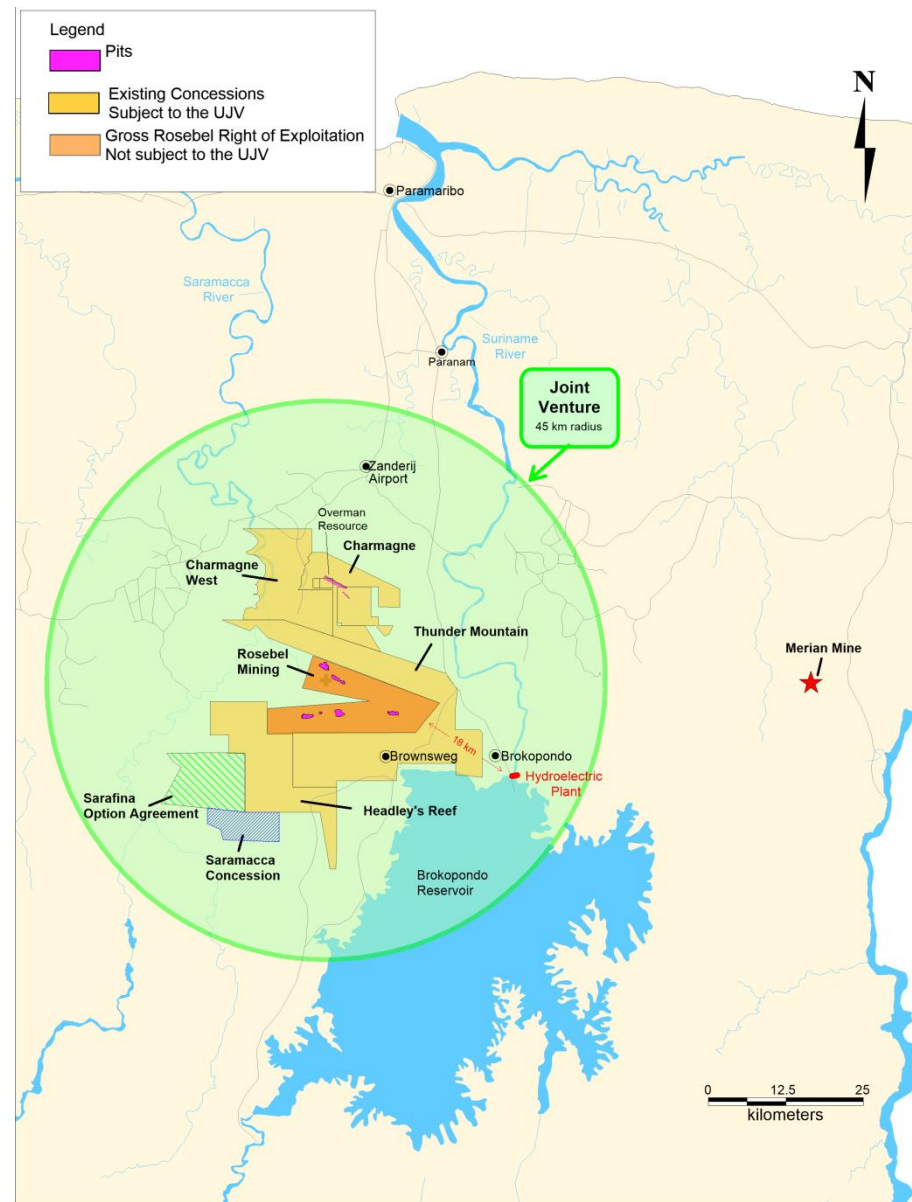 Legend
Pits
Existing Concessions
Subject to the UJV
Gross Rosebel Right of Exploitation
Not subject to the UJV
N
Paramaribo
Saramacca
River
Suriname
River
Paranam
Joint
Venture
45 km radius
Zanderij
Airport
Overman
Resource
Charmagne
Charmagne
West
Thunder Mountain
Rosebel
Mining
Merian Mine
18 km
Brownsweg
Brokopondo
Hydroelectric
Plant
Sarafina
Option Agreement
Headley's Reef
Saramacca
Concession
Brokopondo
Reservoir
0 12.5 25
kilometers